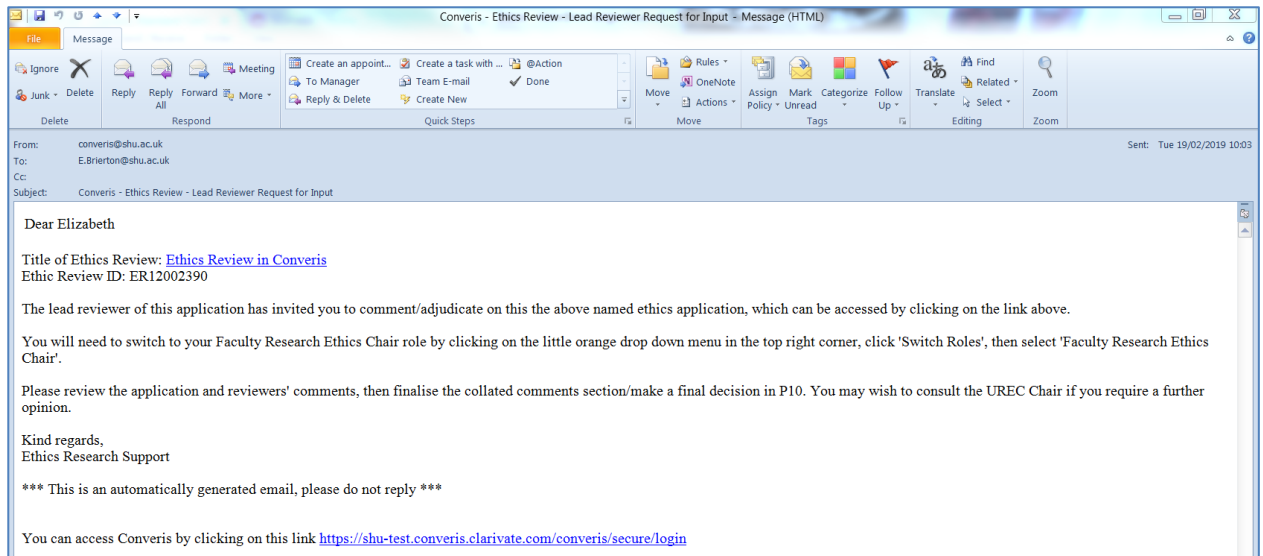 Converis - Ethics Review - Lead Reviewer Request for Input - Message (HTML)
File Message
Ignore
Junk
Delete
Reply
Reply All
Forward
Meeting
More
Create an appoint...
To Manager
Reply & Delete
Create a task with ...
Team E-mail
Create New
@Action
Done
Move
Rules
OneNote
Actions
Assign Policy
Mark Unread
Categorize
Follow Up
Translate
Find
Related
Select
Zoom
Delete Respond Quick Steps Move Tags Editing Zoom
From: converis@shu.ac.uk Sent: Tue 19/02/2019 10:03
To: E.Brierton@shu.ac.uk
Cc:
Subject: Converis - Ethics Review - Lead Reviewer Request for Input
Dear Elizabeth
Title of Ethics Review: Ethics Review in Converis
Ethic Review ID: ER12002390
The lead reviewer of this application has invited you to comment/adjudicate on this the above named ethics application, which can be accessed by clicking on the link above.
You will need to switch to your Faculty Research Ethics Chair role by clicking on the little orange drop down menu in the top right corner, click 'Switch Roles', then select 'Faculty Research Ethics
Chair'.
Please review the application and reviewers' comments, then finalise the collated comments section/make a final decision in P10. You may wish to consult the UREC Chair if you require a further
opinion.
Kind regards,
Ethics Research Support
*** This is an automatically generated email, please do not reply ***
You can access Converis by clicking on this link https://shu-test.converis.clarivate.com/converis/secure/login